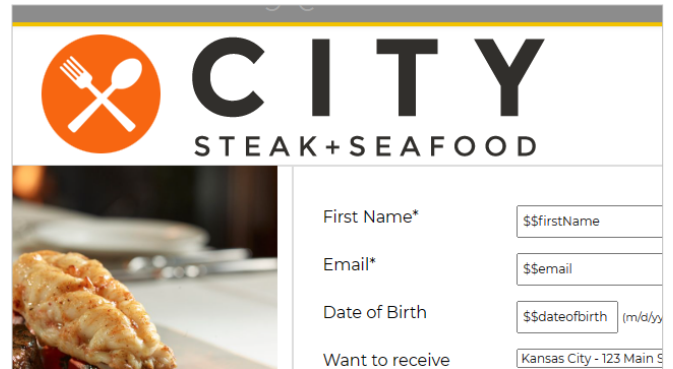 CITY
STEAK+SEAFOOD
First Name*
$$firstName
Email*
$$email
Date of Birth
$$dateofbirth (m/d/yy
Want to receive
Kansas City - 123 Main S